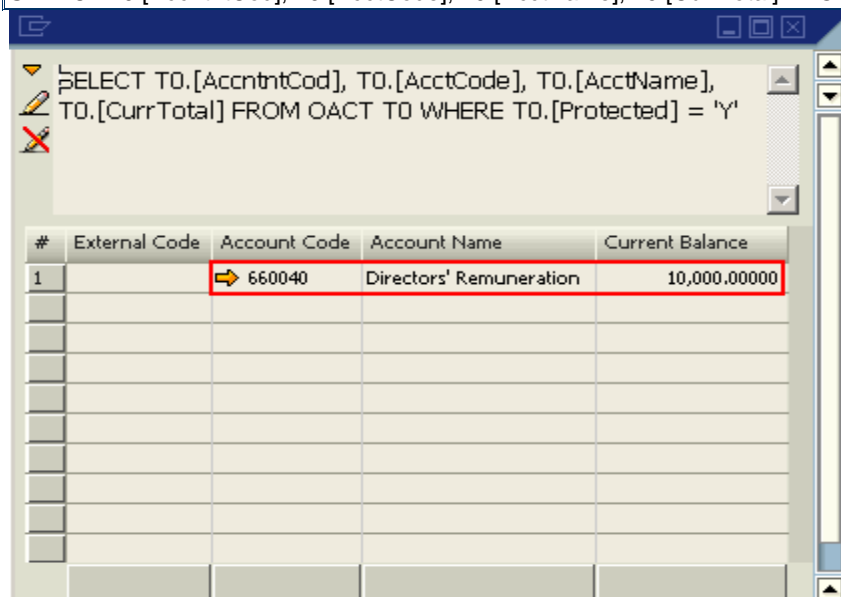 SELECT T0.[AccntntCod], T0.[AcctCode], T0.[AcctName],
T0.[CurrTotal] FROM OACT T0 WHERE T0.[Protected] = 'Y'
# External Code Account Code Account Name Current Balance
1 660040 Directors' Remuneration 10,000.00000